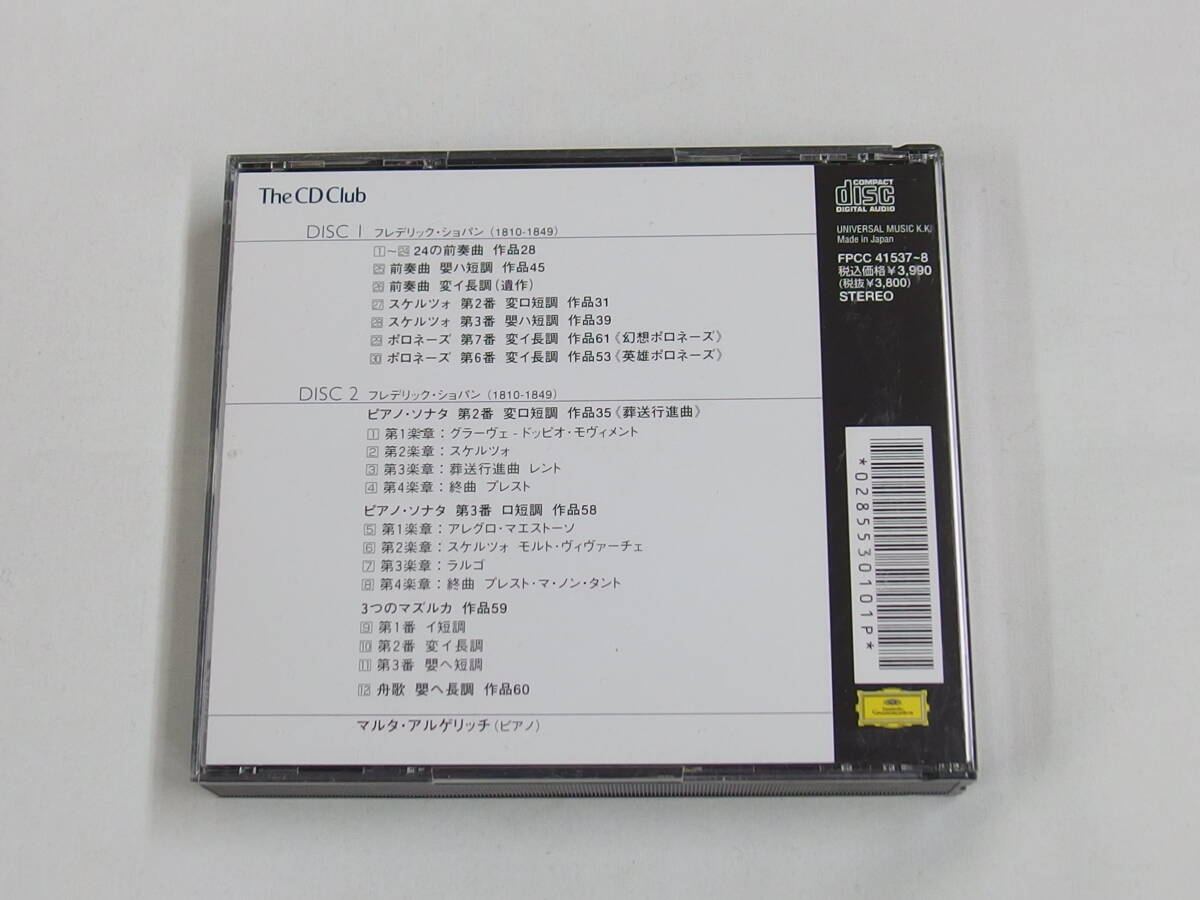 The CD Club
DISC 1 フレデリック・ショパン (1810-1849)
1～24 24の前奏曲 作品28
25 前奏曲 嬰ハ短調 作品45
26 前奏曲 変イ長調(遺作)
27 スケルツォ 第2番 変ロ短調 作品31
28 スケルツォ 第3番 嬰ハ短調 作品39
29 ポロネーズ 第7番 変イ長調 作品61《幻想ポロネーズ》
30 ポロネーズ 第6番 変イ長調 作品53《英雄ポロネーズ》
DISC 2 フレデリック・ショパン (1810-1849)
ピアノ・ソナタ 第2番 変ロ短調 作品35《葬送行進曲》
1 第1楽章：グラーヴェ - ドッピオ・モヴィメント
2 第2楽章：スケルツォ
3 第3楽章：葬送行進曲 レント
4 第4楽章：終曲 プレスト
ピアノ・ソナタ 第3番 ロ短調 作品58
5 第1楽章：アレグロ・マエストーソ
6 第2楽章：スケルツォ モルト・ヴィヴァーチェ
7 第3楽章：ラルゴ
8 第4楽章：終曲 プレスト・マ・ノン・タント
3つのマズルカ 作品59
9 第1番 イ短調
10 第2番 変イ長調
11 第3番 嬰ヘ短調
12 舟歌 嬰ヘ長調 作品60
マルタ・アルゲリッチ(ピアノ)
COMPACT
disc
DIGITAL AUDIO
UNIVERSAL MUSIC K.K.
Made in Japan
FPCC 41537~8
税込価格¥3,990
(税抜¥3,800)
STEREO
*0285530101P*
Deutsche
Grammophon